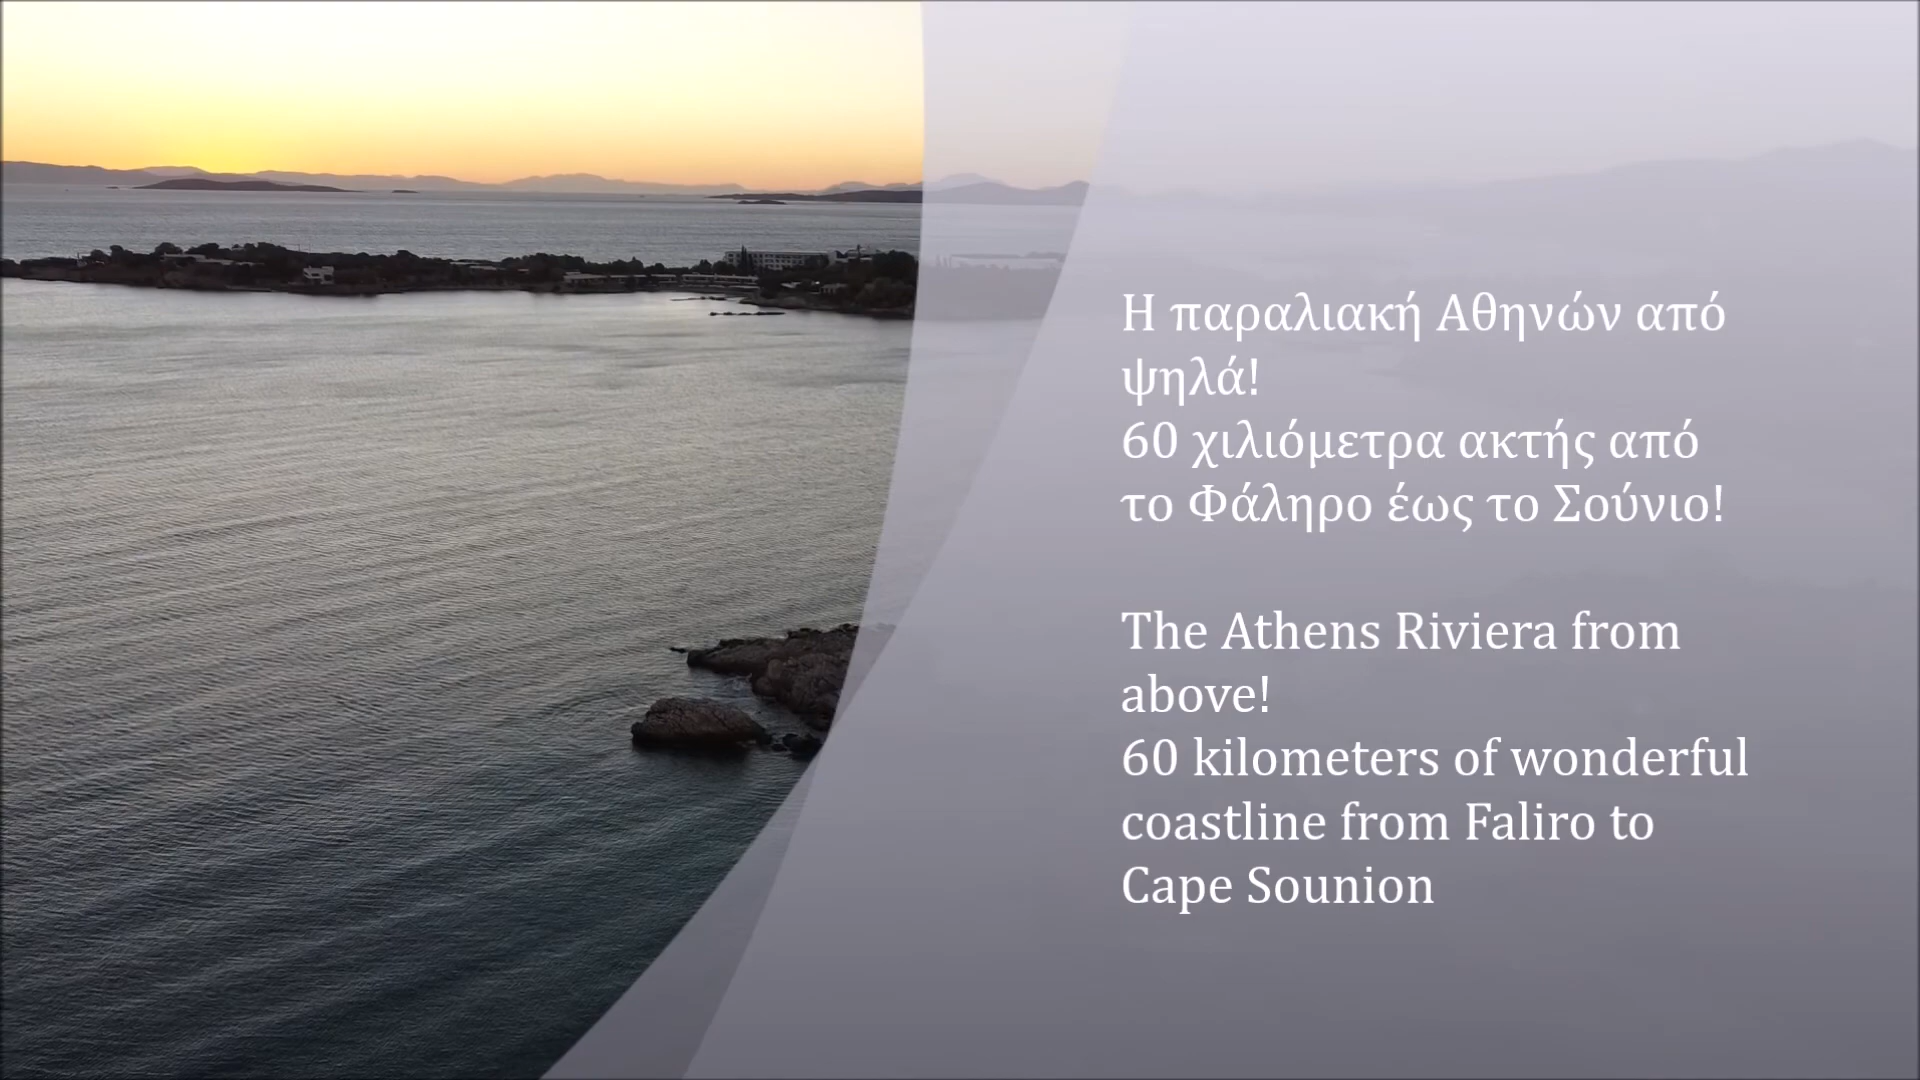 Η παραλιακή Αθηνών από
ψηλά!
60 χιλιόμετρα ακτής από
το Φάληρο έως το Σούνιο!
The Athens Riviera from
above!
60 kilometers of wonderful
coastline from Faliro to
Cape Sounion